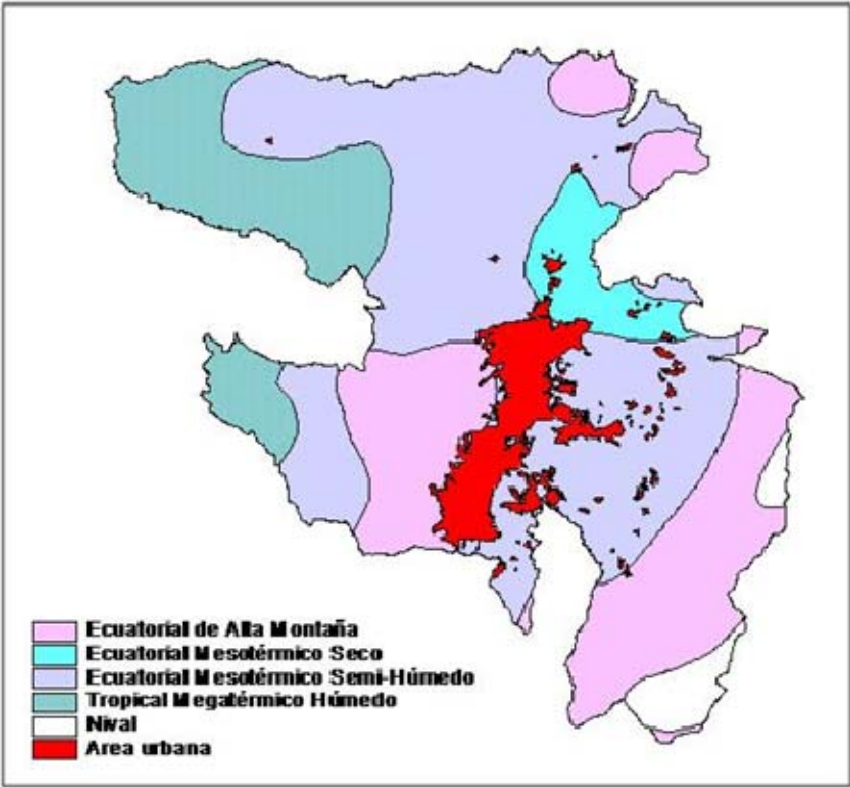 Ecuatorial de Alta Montaña
Ecuatorial Mesotérmico Seco
Ecuatorial Mesotérmico Semi-Húmedo
Tropical Megatérmico Húmedo
Nival
Area urbana